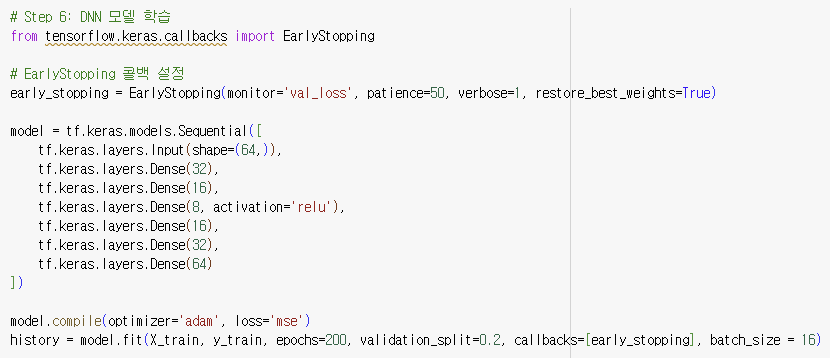 # Step 6: DNN 모델 학습
from tensorflow.keras.callbacks import EarlyStopping
# EarlyStopping 콜백 설정
early_stopping = EarlyStopping(monitor='val_loss', patience=50, verbose=1, restore_best_weights=True)
model = tf.keras.models.Sequential([
    tf.keras.layers.Input(shape=(64,)),
    tf.keras.layers.Dense(32),
    tf.keras.layers.Dense(16),
    tf.keras.layers.Dense(8, activation='relu'),
    tf.keras.layers.Dense(16),
    tf.keras.layers.Dense(32),
    tf.keras.layers.Dense(64)
])
model.compile(optimizer='adam', loss='mse')
history = model.fit(X_train, y_train, epochs=200, validation_split=0.2, callbacks=[early_stopping], batch_size = 16)